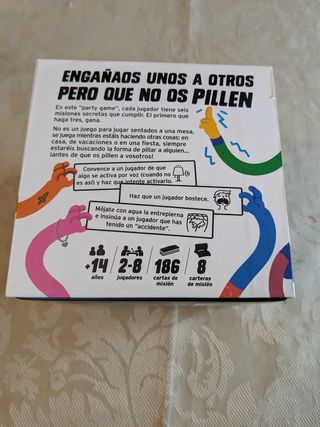 ENGAÑAOS UNOS A OTROS
PERO QUE NO OS PILLEN
En este "party game", cada jugador tiene seis
misiones secretas que cumplir. El primero que
haga tres, gana.
No es un juego para jugar sentados a una mesa,
se juega mientras estáis haciendo otras cosas: en
casa, de vacaciones o en una fiesta, siempre
estaréis buscando la forma de pillar a alguien...
¡antes de que os pillen a vosotros!
Convence a un jugador de que
algo se activa por voz (cuando no
es así) y haz que intente activarlo.
Haz que un jugador bostece.
Mójate con agua la entrepierna
e insinúa a un jugador que has
tenido un "accidente".
+14 2-8 186 8
años jugadores cartas de misión carteras de misión